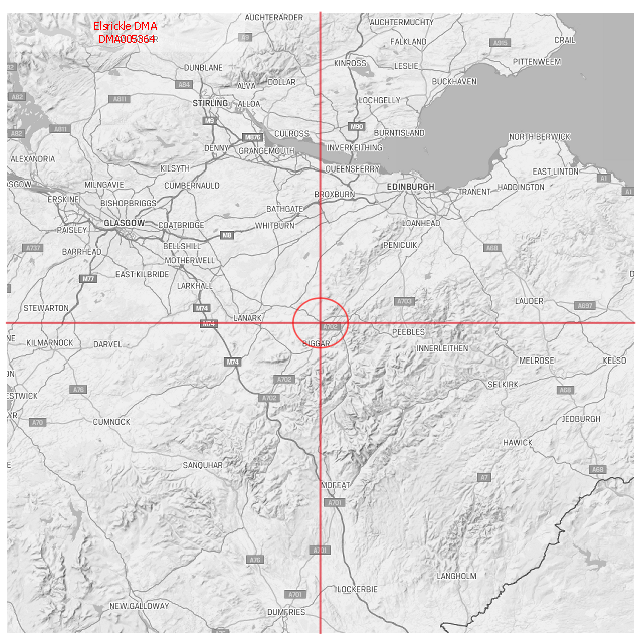 AUCHTERARDER
AUCHTERMUCHTY
Elsrickle DMA
DMA005364
A9
FALKLAND
CRAIL
A915
KINROSS
LESLIE
PITTENWEEM
DUNBLANE
A84
ALVA
DOLLAR
BUCKHAVEN
A82
A811
STIRLING
ALLOA
LOCHGELLY
M9
M90
A82
A811
CULROSS
BURNTISLAND
M876
NORTH BERWICK
DENNY
GRANGEMOUTH
INVERKEITHING
ALEXANDRIA
KILSYTH
QUEENSFERRY
EAST LINTON
A1
MILNGAVIE
CUMBERNAULD
EDINBURGH
HADDINGTON
TRANENT
A1
ERSKINE
BISHOPBRIGGS
BROXBURN
BATHGATE
GLASGOW
COATBRIDGE
WHITBURN
LOANHEAD
PAISLEY
M8
A737
BELLSHILL
PENICUIK
A68
BARRHEAD
MOTHERWELL
EAST KILBRIDE
M77
LARKHALL
A703
LAUDER
A697
STEWARTON
M74
LANARK
M74
A702
PEEBLES
KILMARNOCK
DARVEL
BIGGAR
INNERLEITHEN
M74
MELROSE
KELSO
A702
SELKIRK
A76
A68
A702
A70
CUMNOCK
JEDBURGH
HAWICK
SANQUHAR
A68
A7
MOFFAT
A701
A701
A76
LANGHOLM
LOCKERBIE
A701
NEW GALLOWAY
DUMFRIES